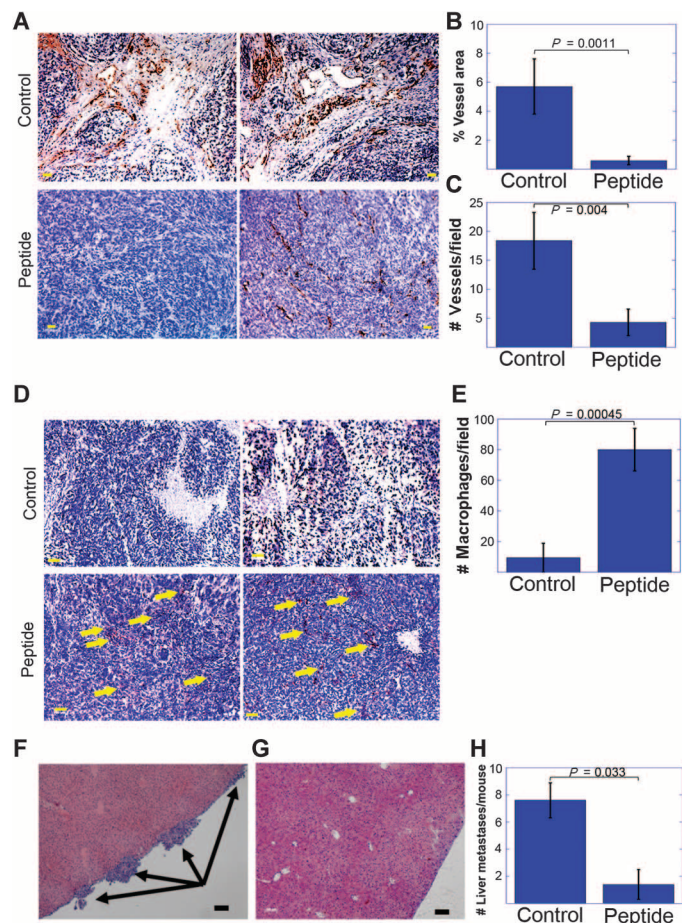 A
Control
Peptide
B
% Vessel area
P = 0.0011
8
6
4
2
Control Peptide
C
# Vessels/field
P = 0.004
25
20
15
10
5
Control Peptide
D
Control
Peptide
E
# Macrophages/field
P = 0.00045
100
80
60
40
20
Control Peptide
F
G
H
# Liver metastases/mouse
P = 0.033
10
8
6
4
2
Control Peptide